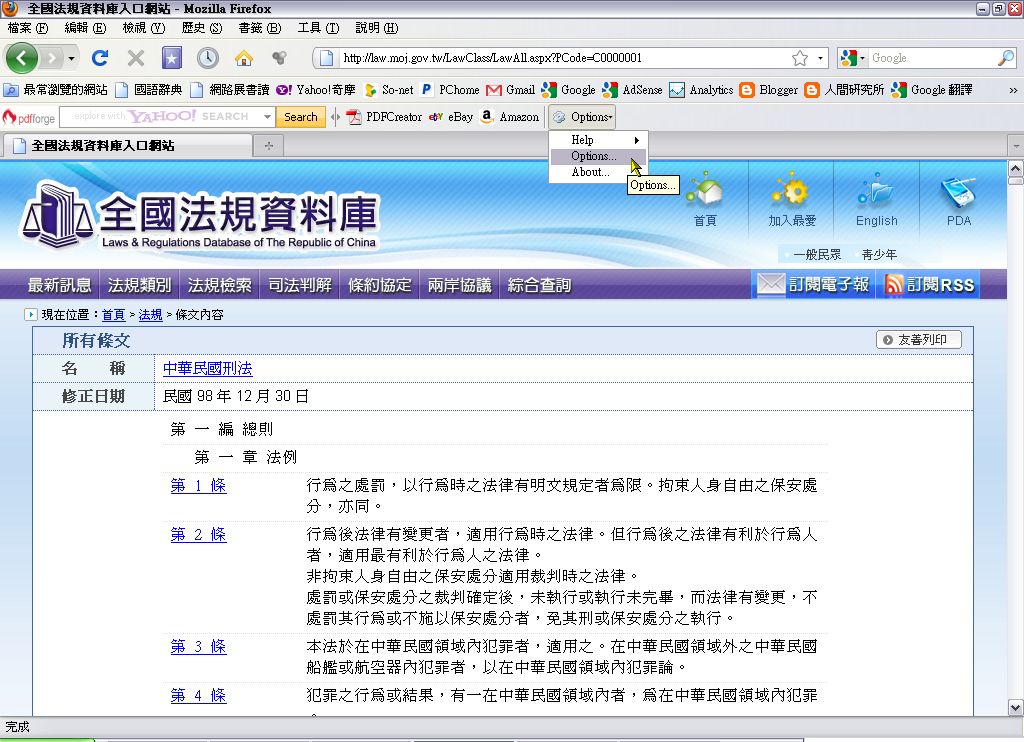 全國法規資料庫入口網站 - Mozilla Firefox
檔案 (F) 編輯 (E) 檢視 (V) 歷史 (S) 書籤 (B) 工具 (T) 說明 (H)
http://law.moj.gov.tw/LawClass/LawAll.aspx?PCode=C0000001
Google
最常瀏覽的網站 國語辭典 網路展書讀 Yahoo!奇摩 So-net PChome Gmail Google AdSense Analytics Blogger 人間研究所 Google 翻譯 »
pdfforge explore with YAHOO! SEARCH Search PDFCreator eBay Amazon Options
全國法規資料庫入口網站
Help
Options...
About...
Options...
全國法規資料庫
Laws & Regulations Database of The Republic of China
首頁 加入最愛 English PDA
一般民眾 青少年
最新訊息 法規類別 法規檢索 司法判解 條約協定 兩岸協議 綜合查詢 訂閱電子報 訂閱RSS
現在位置：首頁 > 法規 > 條文內容
所有條文 友善列印
名 稱 中華民國刑法
修正日期 民國 98 年 12 月 30 日
第 一 編 總則
第 一 章 法例
第 1 條 行為之處罰，以行為時之法律有明文規定者為限。拘束人身自由之保安處
分，亦同。
第 2 條 行為後法律有變更者，適用行為時之法律。但行為後之法律有利於行為人
者，適用最有利於行為人之法律。
非拘束人身自由之保安處分適用裁判時之法律。
處罰或保安處分之裁判確定後，未執行或執行未完畢，而法律有變更，不
處罰其行為或不施以保安處分者，免其刑或保安處分之執行。
第 3 條 本法於在中華民國領域內犯罪者，適用之。在中華民國領域外之中華民國
船艦或航空器內犯罪者，以在中華民國領域內犯罪論。
第 4 條 犯罪之行為或結果，有一在中華民國領域內者，為在中華民國領域內犯罪
。
完成